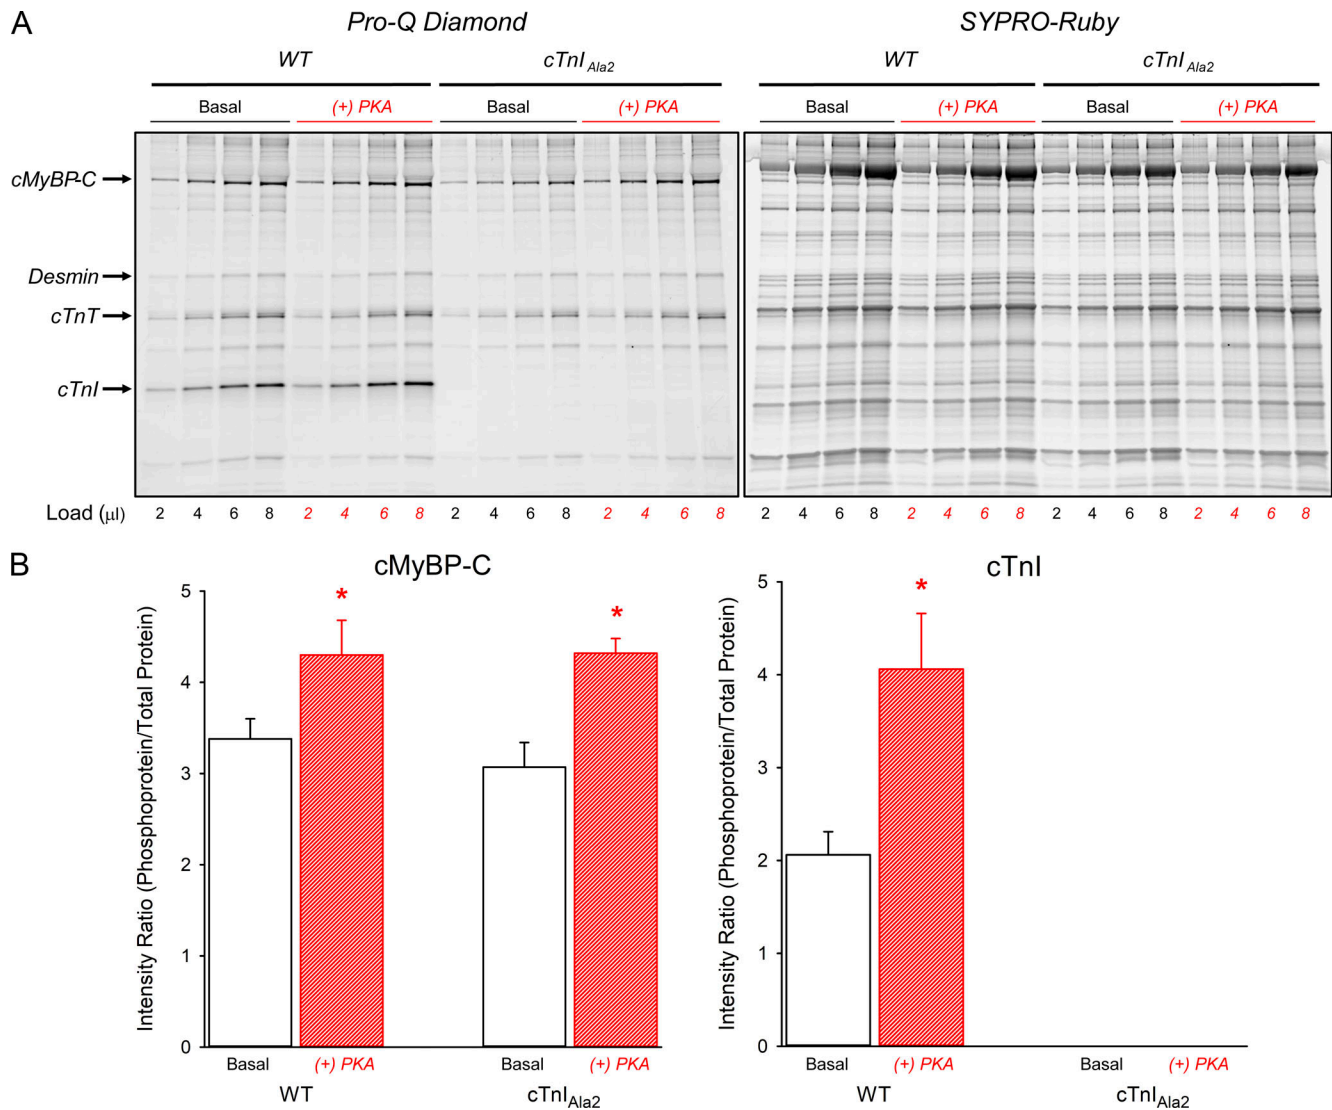 A
Pro-Q Diamond SYPRO-Ruby
WT cTnI Ala2 WT cTnI Ala2
Basal (+) PKA Basal (+) PKA Basal (+) PKA Basal (+) PKA
cMyBP-C
Desmin
cTnT
cTnI
Load (µl) 2 4 6 8 2 4 6 8 2 4 6 8 2 4 6 8 2 4 6 8 2 4 6 8 2 4 6 8 2 4 6 8
B
cMyBP-C
Intensity Ratio (Phosphoprotein/Total Protein)
5
4
3
2
1
0
* *
Basal (+) PKA Basal (+) PKA
WT cTnIAla2
cTnI
Intensity Ratio (Phosphoprotein/Total Protein)
5
4
3
2
1
0
*
Basal (+) PKA Basal (+) PKA
WT cTnIAla2